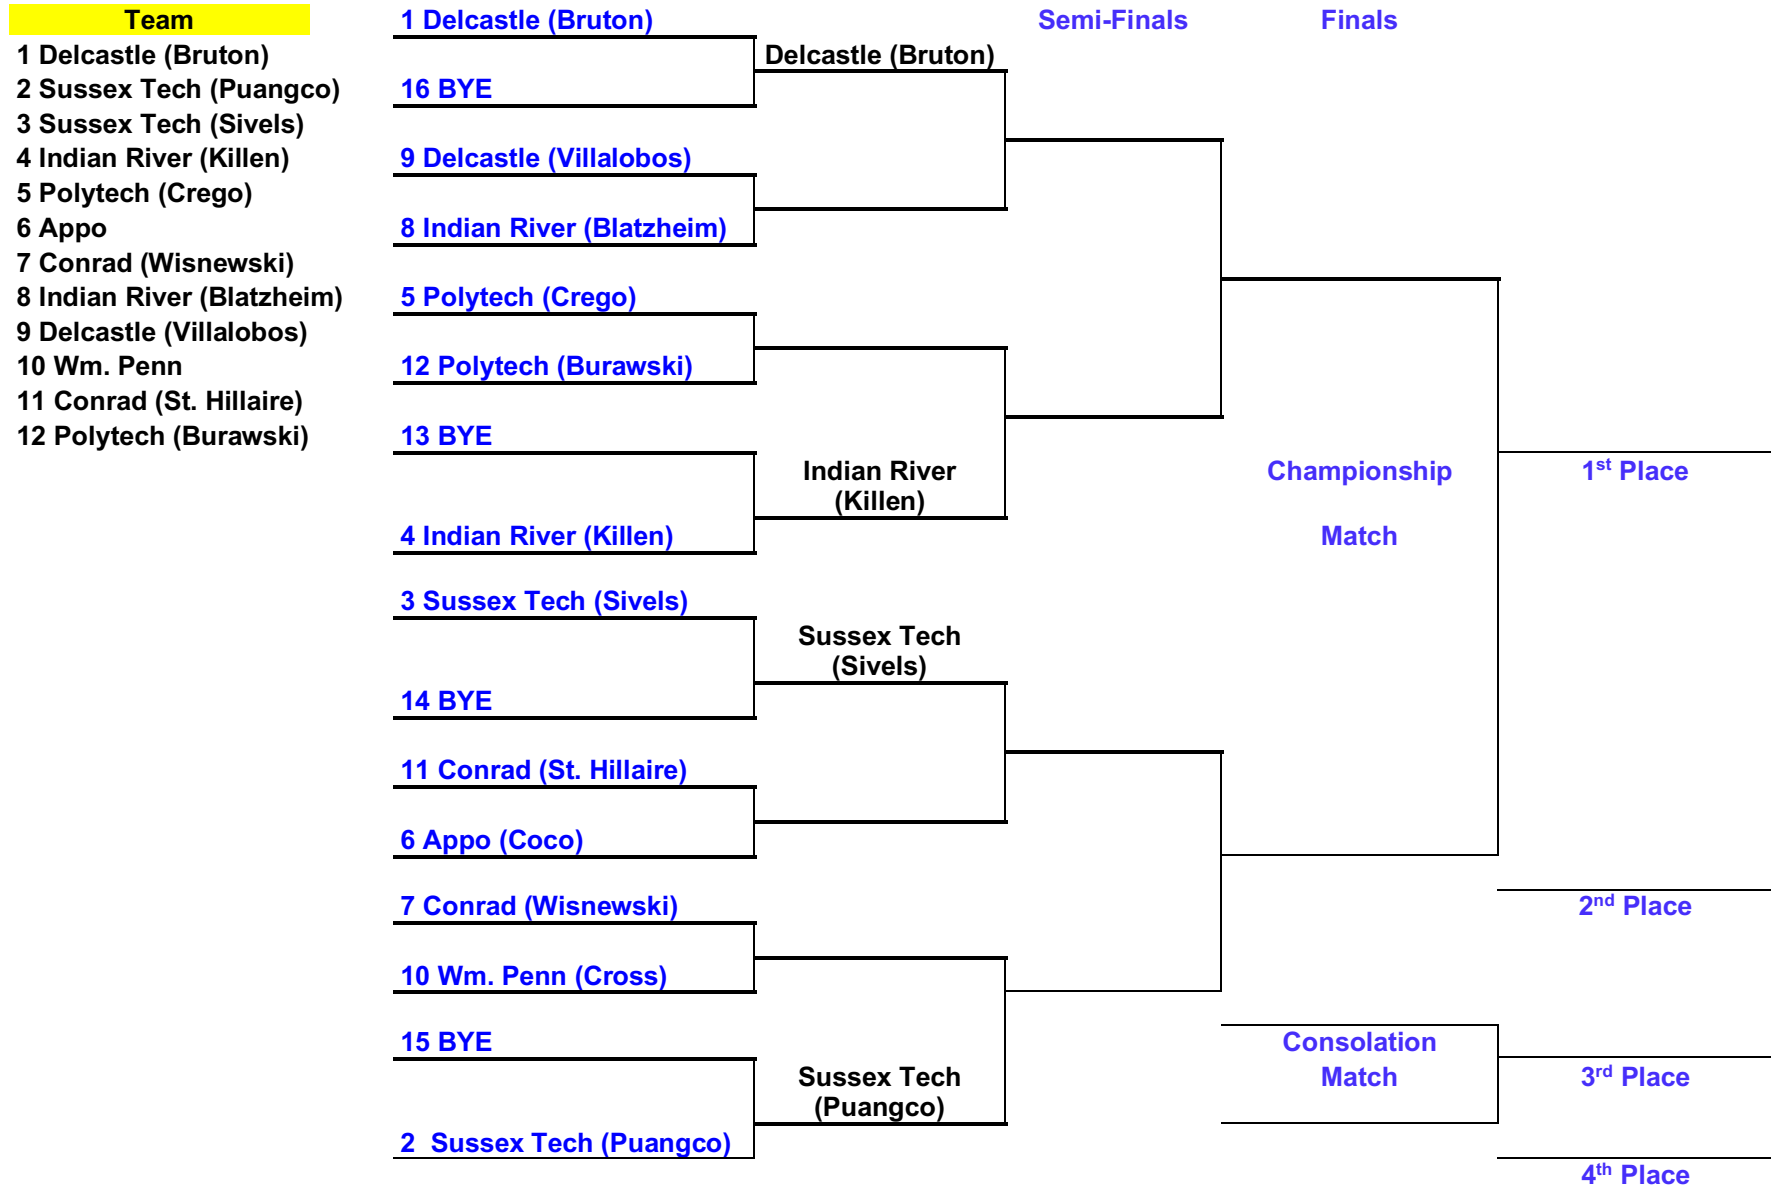 Team
1 Delcastle (Bruton)
2 Sussex Tech (Puangco)
3 Sussex Tech (Sivels)
4 Indian River (Killen)
5 Polytech (Crego)
6 Appo
7 Conrad (Wisnewski)
8 Indian River (Blatzheim)
9 Delcastle (Villalobos)
10 Wm. Penn
11 Conrad (St. Hillaire)
12 Polytech (Burawski)
1 Delcastle (Bruton)
16 BYE
9 Delcastle (Villalobos)
8 Indian River (Blatzheim)
5 Polytech (Crego)
12 Polytech (Burawski)
13 BYE
4 Indian River (Killen)
3 Sussex Tech (Sivels)
14 BYE
11 Conrad (St. Hillaire)
6 Appo (Coco)
7 Conrad (Wisnewski)
10 Wm. Penn (Cross)
15 BYE
2 Sussex Tech (Puangco)
Delcastle (Bruton)
Indian River
(Killen)
Sussex Tech
(Sivels)
Sussex Tech
(Puangco)
Semi-Finals
Finals
Championship
Match
Consolation
Match
1st Place
2nd Place
3rd Place
4th Place